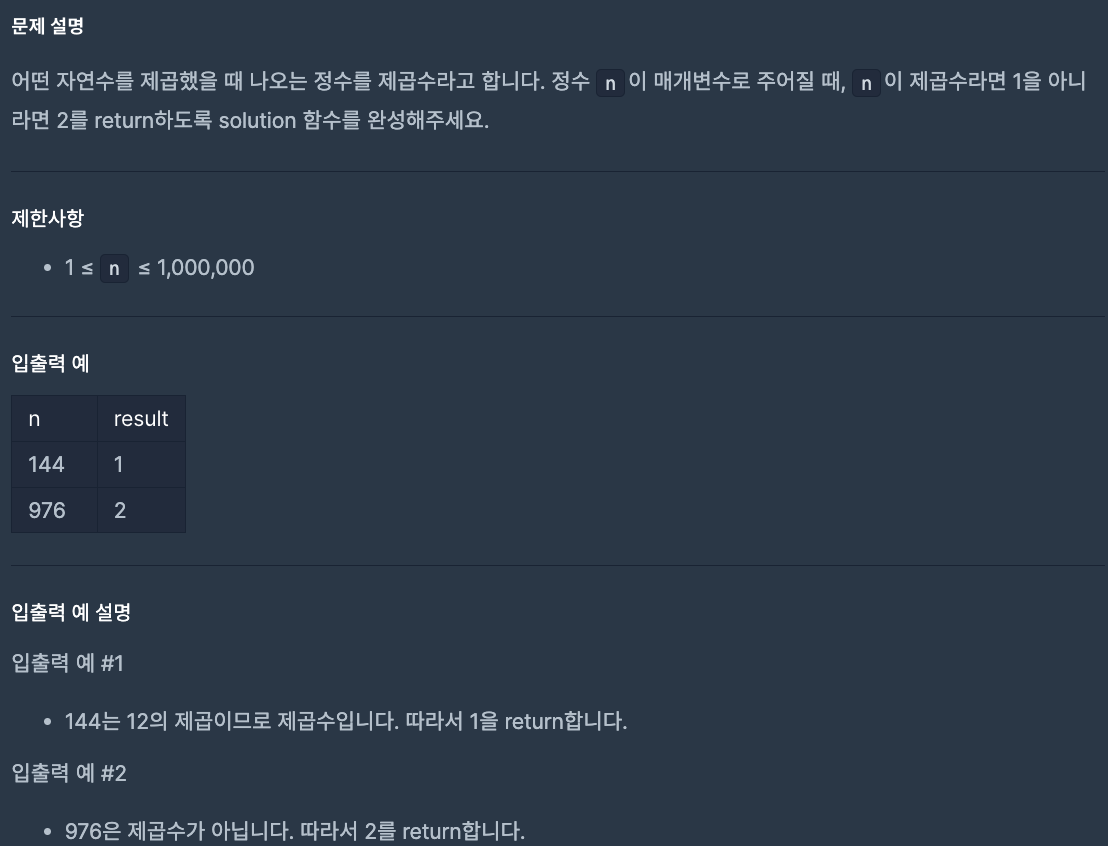 문제 설명
어떤 자연수를 제곱했을 때 나오는 정수를 제곱수라고 합니다. 정수 n 이 매개변수로 주어질 때, n 이 제곱수라면 1을 아니
라면 2를 return하도록 solution 함수를 완성해주세요.
제한사항
• 1 ≤ n ≤ 1,000,000
입출력 예
n result
144 1
976 2
입출력 예 설명
입출력 예 #1
• 144는 12의 제곱이므로 제곱수입니다. 따라서 1을 return합니다.
입출력 예 #2
• 976은 제곱수가 아닙니다. 따라서 2를 return합니다.